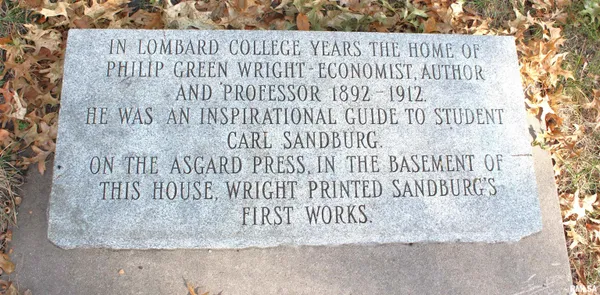 IN LOMBARD COLLEGE YEARS THE HOME OF
PHILIP GREEN WRIGHT - ECONOMIST, AUTHOR
AND PROFESSOR 1892 - 1912.
HE WAS AN INSPIRATIONAL GUIDE TO STUDENT
CARL SANDBURG.
ON THE ASGARD PRESS, IN THE BASEMENT OF
THIS HOUSE, WRIGHT PRINTED SANDBURG'S
FIRST WORKS.